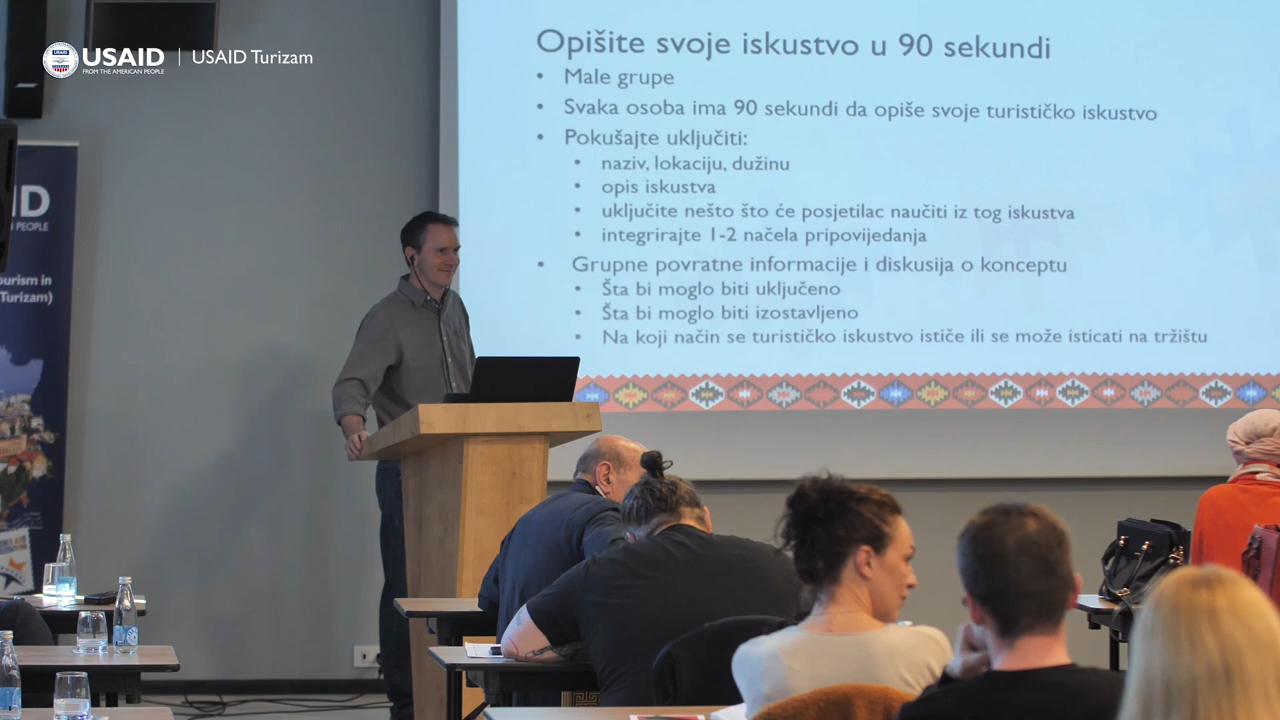 USAID
FROM THE AMERICAN PEOPLE
USAID Turizam
Opišite svoje iskustvo u 90 sekundi
• Male grupe
• Svaka osoba ima 90 sekundi da opiše svoje turističko iskustvo
• Pokušajte uključiti:
• naziv, lokaciju, dužinu
• opis iskustva
• uključite nešto što će posjetilac naučiti iz tog iskustva
• integrirajte 1-2 načela pripovijedanja
• Grupne povratne informacije i diskusija o konceptu
• Šta bi moglo biti uključeno
• Šta bi moglo biti izostavljeno
• Na koji način se turističko iskustvo ističe ili se može isticati na tržištu
ID
PEOPLE
ourism in
Turizam)